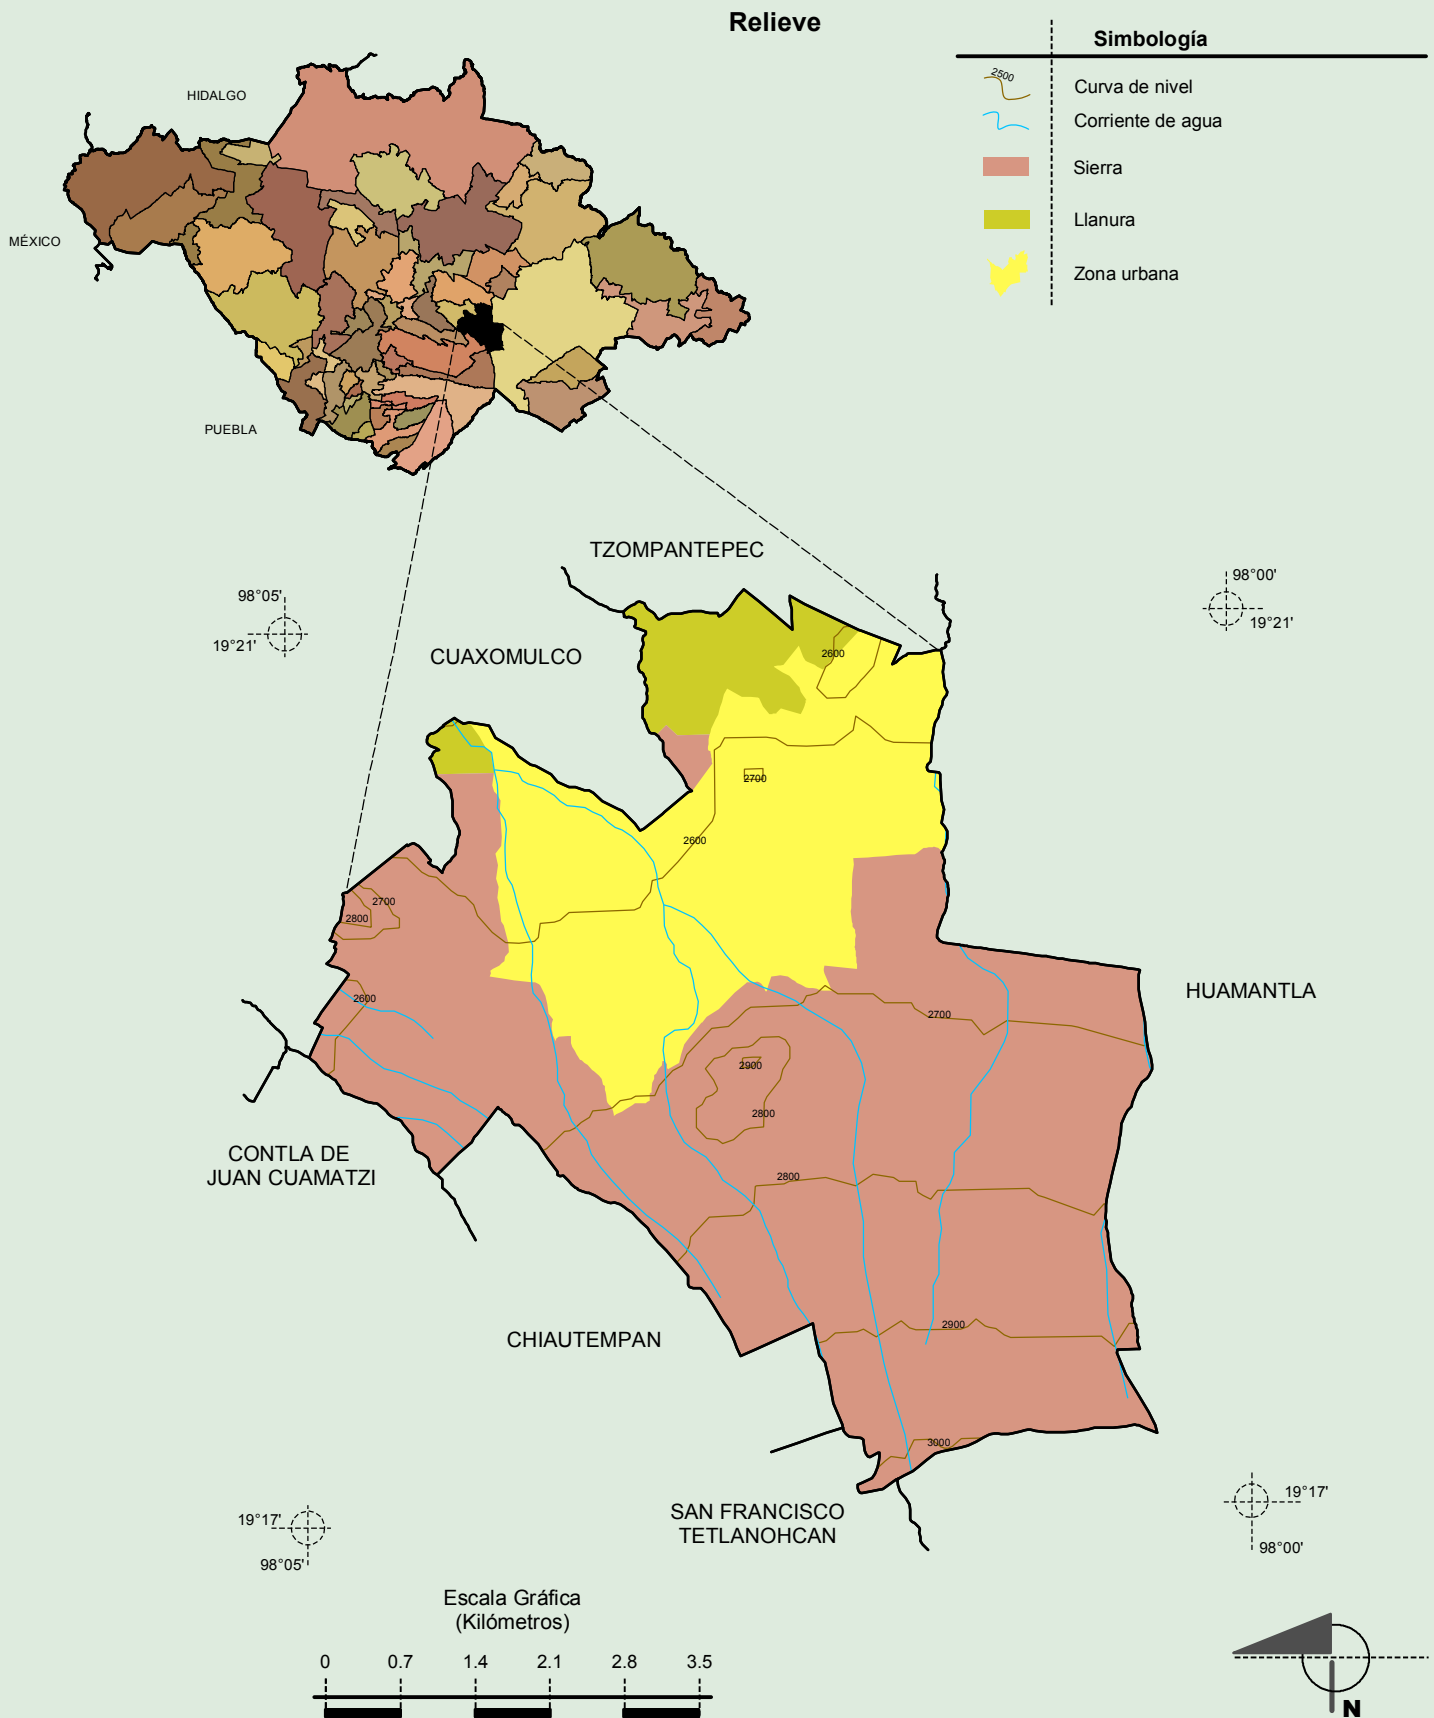 Relieve
Simbología
2500
Curva de nivel
Corriente de agua
Sierra
Llanura
Zona urbana
HIDALGO
MÉXICO
PUEBLA
TZOMPANTEPEC
98°05'
19°21'
98°00'
19°21'
CUAXOMULCO
2600
2700
2600
2700
2800
2600
HUAMANTLA
2700
2900
2800
CONTLA DE
JUAN CUAMATZI
2800
CHIAUTEMPAN
2900
3000
SAN FRANCISCO
TETLANOHCAN
19°17'
98°05'
19°17'
98°00'
Escala Gráfica
(Kilómetros)
0 0.7 1.4 2.1 2.8 3.5
N